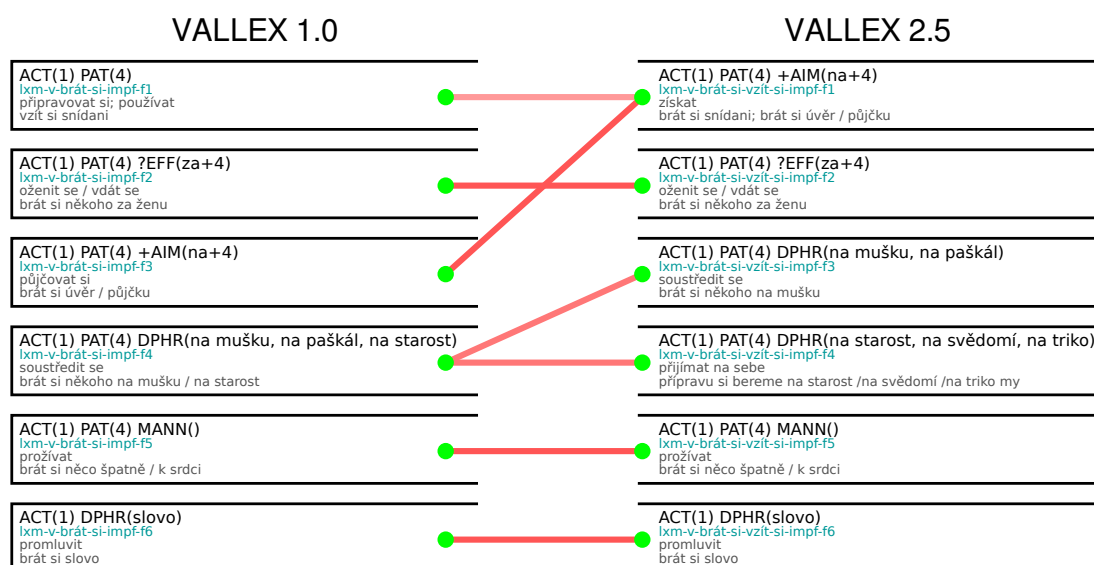 VALLEX 1.0
VALLEX 2.5
ACT(1) PAT(4)
lxm-v-brát-si-impf-f1
připravovat si; používat
vzít si snídani
ACT(1) PAT(4) ?EFF(za+4)
lxm-v-brát-si-impf-f2
oženit se / vdát se
brát si někoho za ženu
ACT(1) PAT(4) +AIM(na+4)
lxm-v-brát-si-impf-f3
půjčovat si
brát si úvěr / půjčku
ACT(1) PAT(4) DPHR(na mušku, na paškál, na starost)
lxm-v-brát-si-impf-f4
soustředit se
brát si někoho na mušku / na starost
ACT(1) PAT(4) MANN()
lxm-v-brát-si-impf-f5
prožívat
brát si něco špatně / k srdci
ACT(1) DPHR(slovo)
lxm-v-brát-si-impf-f6
promluvit
brát si slovo
ACT(1) PAT(4) +AIM(na+4)
lxm-v-brát-si-vzít-si-impf-f1
získat
brát si snídani; brát si úvěr / půjčku
ACT(1) PAT(4) ?EFF(za+4)
lxm-v-brát-si-vzít-si-impf-f2
oženit se / vdát se
brát si někoho za ženu
ACT(1) PAT(4) DPHR(na mušku, na paškál)
lxm-v-brát-si-vzít-si-impf-f3
soustředit se
brát si někoho na mušku
ACT(1) PAT(4) DPHR(na starost, na svědomí, na triko)
lxm-v-brát-si-vzít-si-impf-f4
přijímat na sebe
přípravu si bereme na starost /na svědomí /na triko my
ACT(1) PAT(4) MANN()
lxm-v-brát-si-vzít-si-impf-f5
prožívat
brát si něco špatně / k srdci
ACT(1) DPHR(slovo)
lxm-v-brát-si-vzít-si-impf-f6
promluvit
brát si slovo